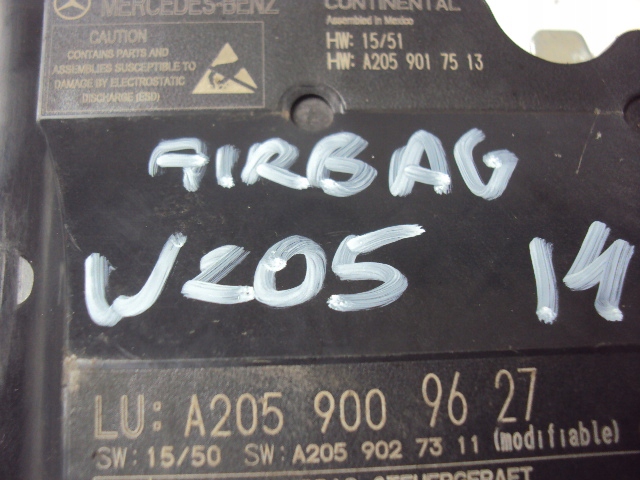 MERCEDES-BENZ
CONTINENTAL
Assembled in Mexico
HW: 15/51
HW: A205 901 75 13
CAUTION
CONTAINS PARTS AND
ASSEMBLIES SUSCEPTIBLE TO
DAMAGE BY ELECTROSTATIC
DISCHARGE (ESD)
AIRBAG
W205 14
LU: A205 900 96 27
SW: 15/50 SW: A205 902 73 11 (modifiable)
STEUERGERAET